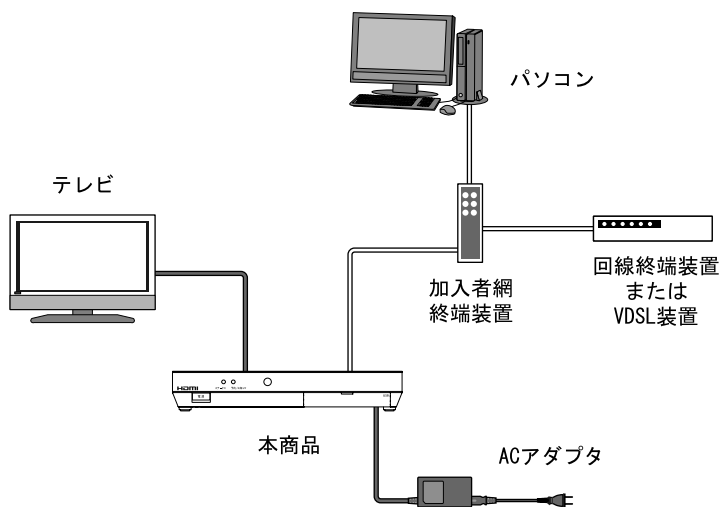 パソコン
テレビ
加入者網
終端装置
回線終端装置
または
VDSL装置
HDMI
本商品
ACアダプタ